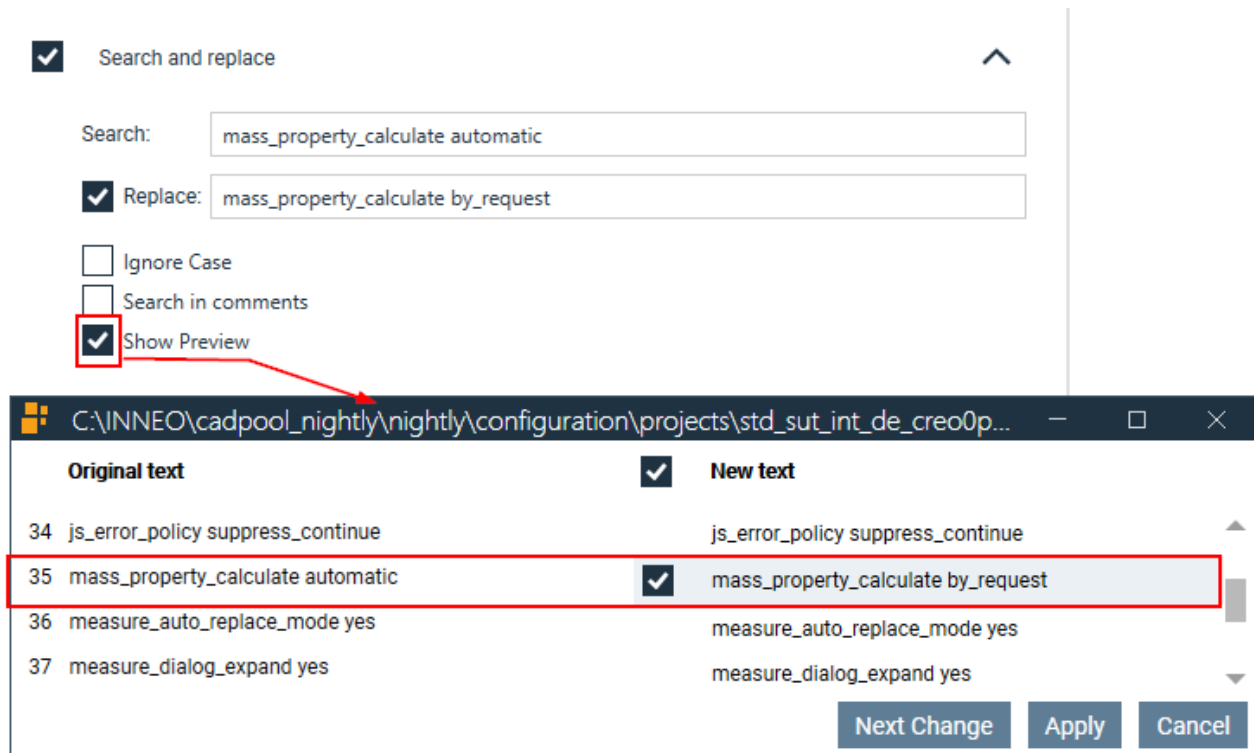 Search and replace
Search: mass_property_calculate automatic
Replace: mass_property_calculate by_request
Ignore Case
Search in comments
Show Preview
C:\INNEO\cadpool_nightly\nightly\configuration\projects\std_sut_int_de_creo0p...
Original text New text
34 js_error_policy suppress_continue js_error_policy suppress_continue
35 mass_property_calculate automatic mass_property_calculate by_request
36 measure_auto_replace_mode yes measure_auto_replace_mode yes
37 measure_dialog_expand yes measure_dialog_expand yes
Next Change Apply Cancel